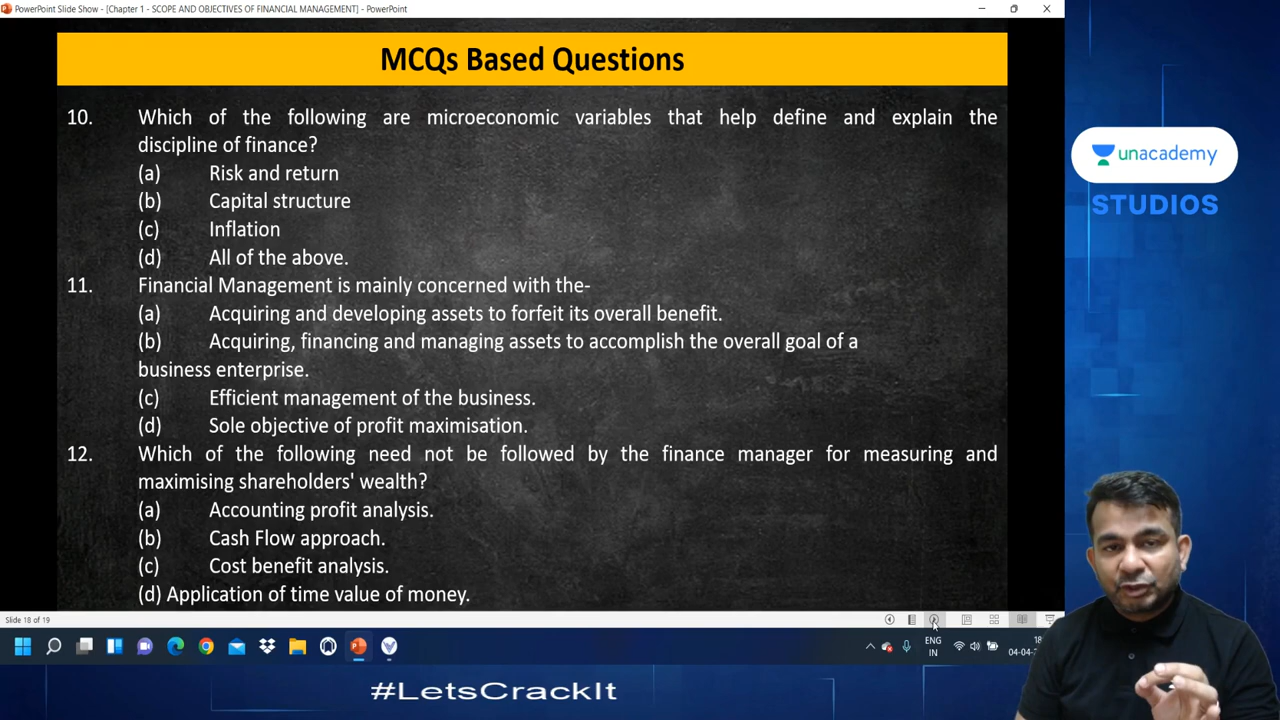 PowerPoint Slide Show - [Chapter 1 - SCOPE AND OBJECTIVES OF FINANCIAL MANAGEMENT] - PowerPoint
MCQs Based Questions
10. Which of the following are microeconomic variables that help define and explain the
discipline of finance?
(a) Risk and return
(b) Capital structure
(c) Inflation
(d) All of the above.
11. Financial Management is mainly concerned with the-
(a) Acquiring and developing assets to forfeit its overall benefit.
(b) Acquiring, financing and managing assets to accomplish the overall goal of a
business enterprise.
(c) Efficient management of the business.
(d) Sole objective of profit maximisation.
12. Which of the following need not be followed by the finance manager for measuring and
maximising shareholders' wealth?
(a) Accounting profit analysis.
(b) Cash Flow approach.
(c) Cost benefit analysis.
(d) Application of time value of money.
unacademy
STUDIOS
Slide 18 of 19
ENG
IN
18
04-04-
#LetsCrackIt